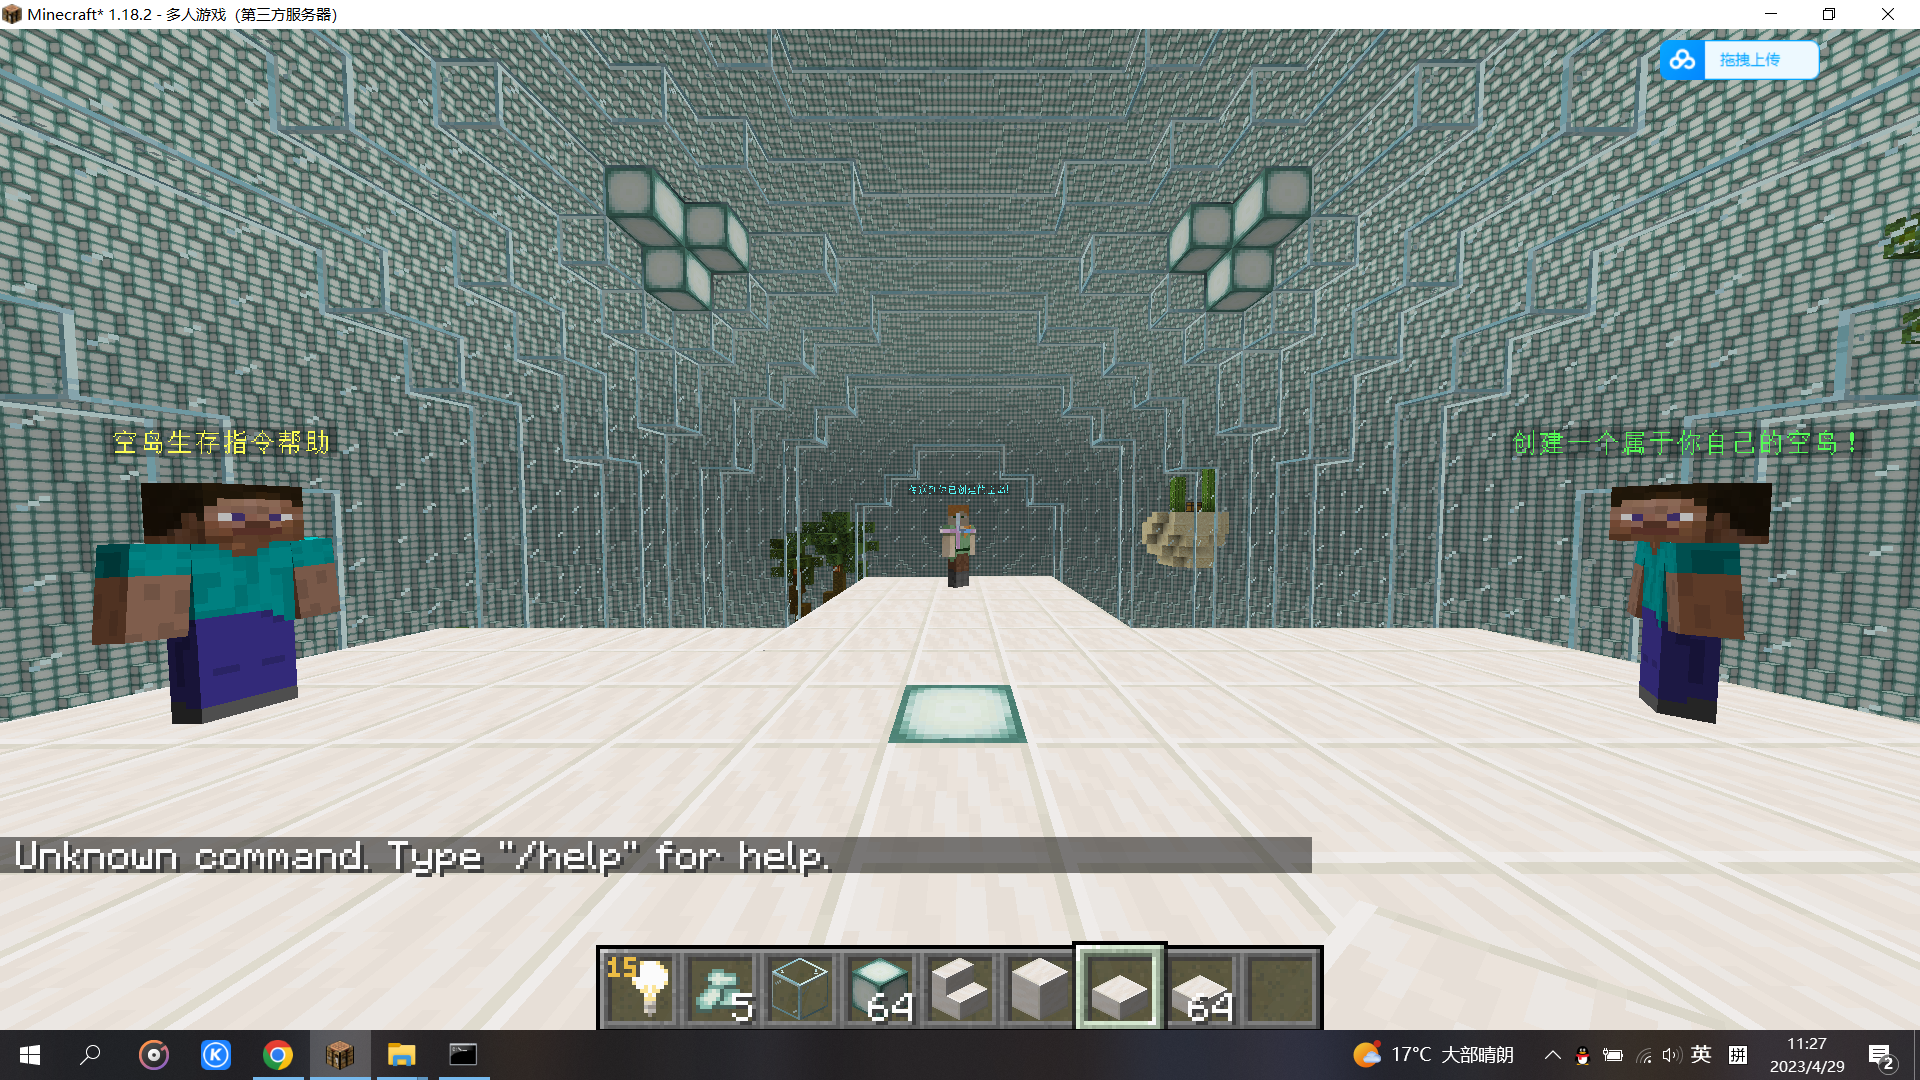 Minecraft* 1.18.2 - 多人游戏（第三方服务器）
拖拽上传
空岛生存指令帮助
创建一个属于你自己的空岛！
Unknown command. Type "/help" for help.
15
5
64
64
17°C 大部晴朗
英
拼
11:27
2023/4/29
2